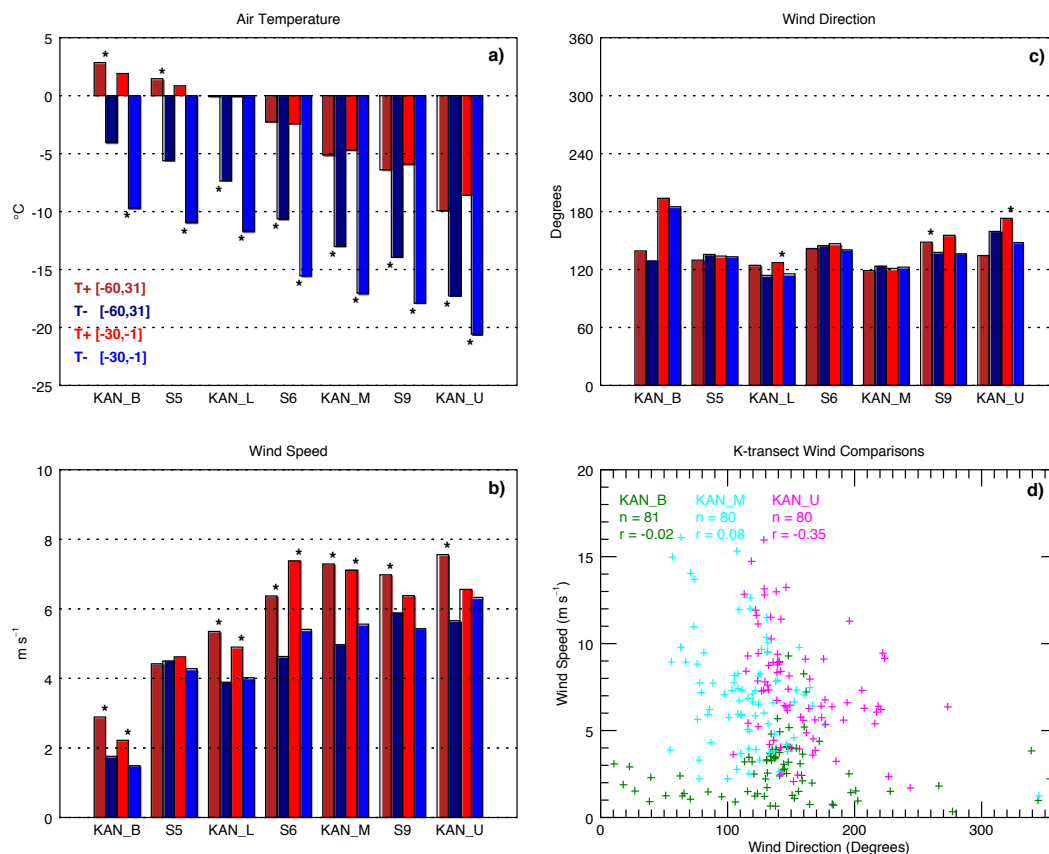 Air Temperature
a)
5
0
-5
-10
-15
-20
-25
°C
* * * * * * * * * * * * * *
T+ [-60,31]
T- [-60,31]
T+ [-30,-1]
T- [-30,-1]
KAN_B S5 KAN_L S6 KAN_M S9 KAN_U
Wind Direction
c)
360
300
240
180
120
60
0
Degrees
* * *
KAN_B S5 KAN_L S6 KAN_M S9 KAN_U
Wind Speed
b)
10
8
6
4
2
0
m s⁻¹
* * * * * * * * * *
KAN_B S5 KAN_L S6 KAN_M S9 KAN_U
K-transect Wind Comparisons
d)
20
15
10
5
0
Wind Speed (m s⁻¹)
KAN_B KAN_M KAN_U
n = 81 n = 80 n = 80
r = -0.02 r = 0.08 r = -0.35
0 100 200 300
Wind Direction (Degrees)